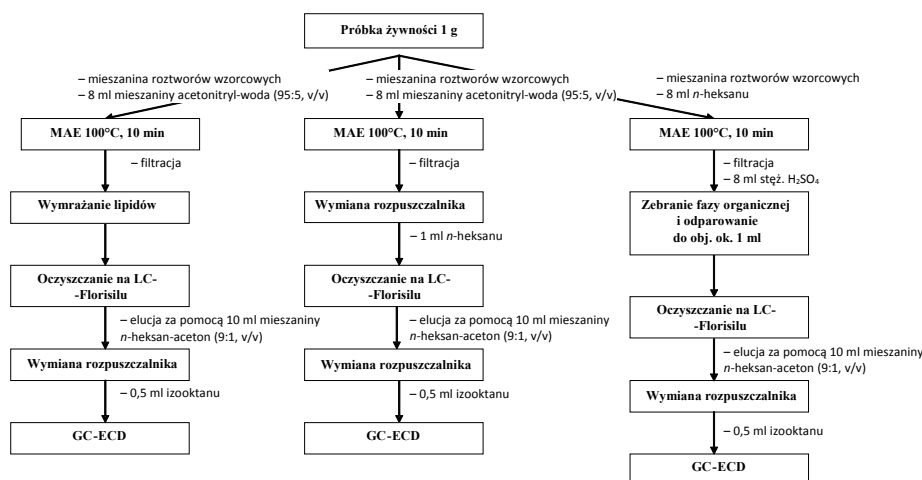 Próbka żywności 1 g
– mieszanina roztworów wzorcowych
– 8 ml mieszaniny acetonitryl-woda (95:5, v/v)
MAE 100°C, 10 min
– filtracja
Wymrażanie lipidów
Oczyszczanie na LC-
-Florisilu
– elucja za pomocą 10 ml mieszaniny
n-heksan-aceton (9:1, v/v)
Wymiana rozpuszczalnika
– 0,5 ml izooktanu
GC-ECD
– mieszanina roztworów wzorcowych
– 8 ml mieszaniny acetonitryl-woda (95:5, v/v)
MAE 100°C, 10 min
– filtracja
Wymiana rozpuszczalnika
– 1 ml n-heksanu
Oczyszczanie na LC-
-Florisilu
– elucja za pomocą 10 ml mieszaniny
n-heksan-aceton (9:1, v/v)
Wymiana rozpuszczalnika
– 0,5 ml izooktanu
GC-ECD
– mieszanina roztworów wzorcowych
– 8 ml n-heksanu
MAE 100°C, 10 min
– filtracja
– 8 ml stęż. H₂SO₄
Zebranie fazy organicznej
i odparowanie
do obj. ok. 1 ml
Oczyszczanie na LC-
-Florisilu
– elucja za pomocą 10 ml mieszaniny
n-heksan-aceton (9:1, v/v)
Wymiana rozpuszczalnika
– 0,5 ml izooktanu
GC-ECD